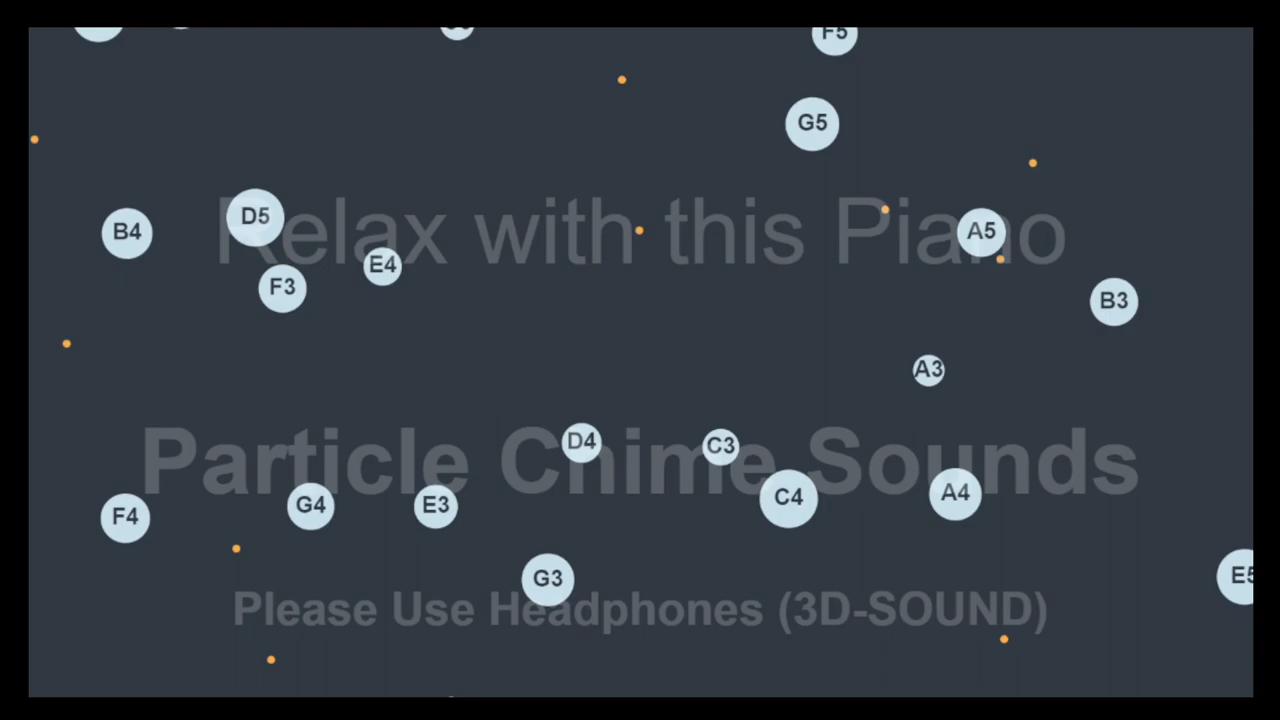 F5
G5
Relax with this Piano
B4
D5
A5
E4
F3
B3
A3
Particle Chime Sounds
D4
C3
C4
A4
G4
E3
F4
G3
E5
Please Use Headphones (3D-SOUND)